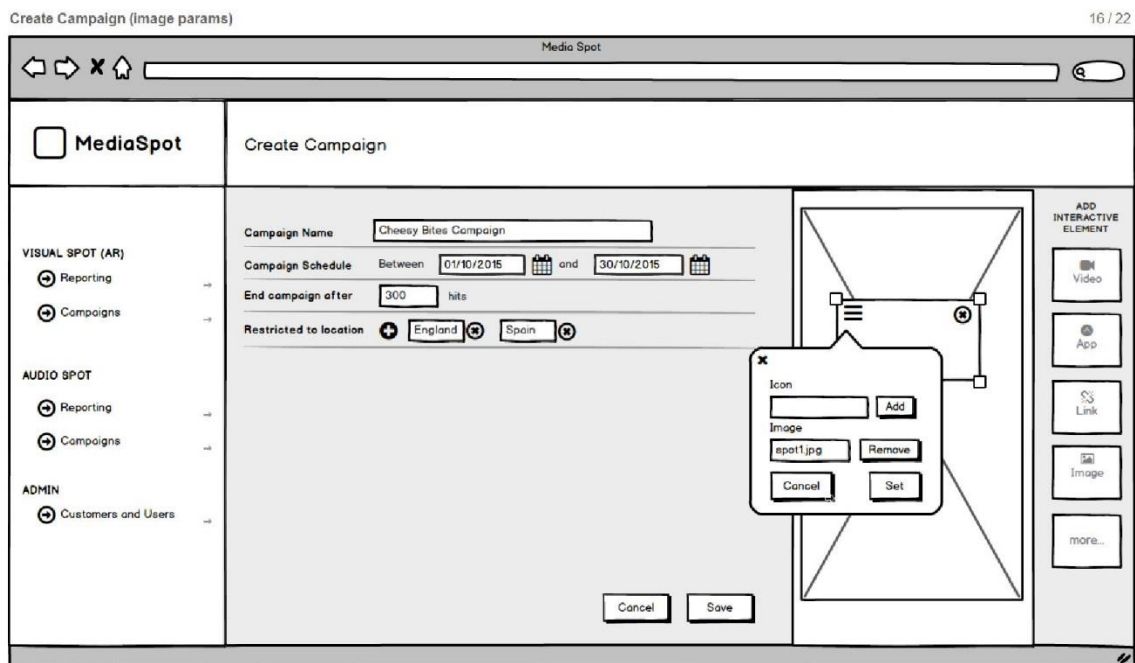 Create Campaign (image params)
16 / 22
Media Spot
MediaSpot
Create Campaign
VISUAL SPOT (AR)
Reporting
Campaigns
AUDIO SPOT
Reporting
Campaigns
ADMIN
Customers and Users
Campaign Name Cheesy Bites Campaign
Campaign Schedule Between 01/10/2015 and 30/10/2015
End campaign after 300 hits
Restricted to location England Spain
Cancel Save
Icon
Add
Image
spot1.jpg Remove
Cancel Set
ADD
INTERACTIVE
ELEMENT
Video
App
Link
Image
more...